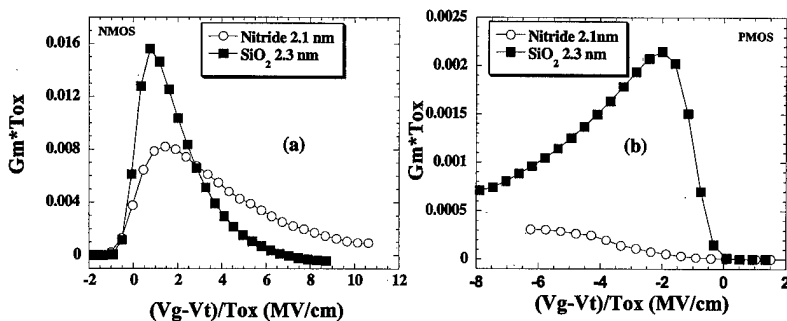 NMOS
Nitride 2.1 nm
SiO2 2.3 nm
(a)
Gm*Tox
0.016
0.012
0.008
0.004
0
-2 0 2 4 6 8 10 12
(Vg-Vt)/Tox (MV/cm)
PMOS
Nitride 2.1nm
SiO2 2.3 nm
(b)
Gm*Tox
0.0025
0.002
0.0015
0.001
0.0005
0
-8 -6 -4 -2 0
(Vg-Vt)/Tox (MV/cm)